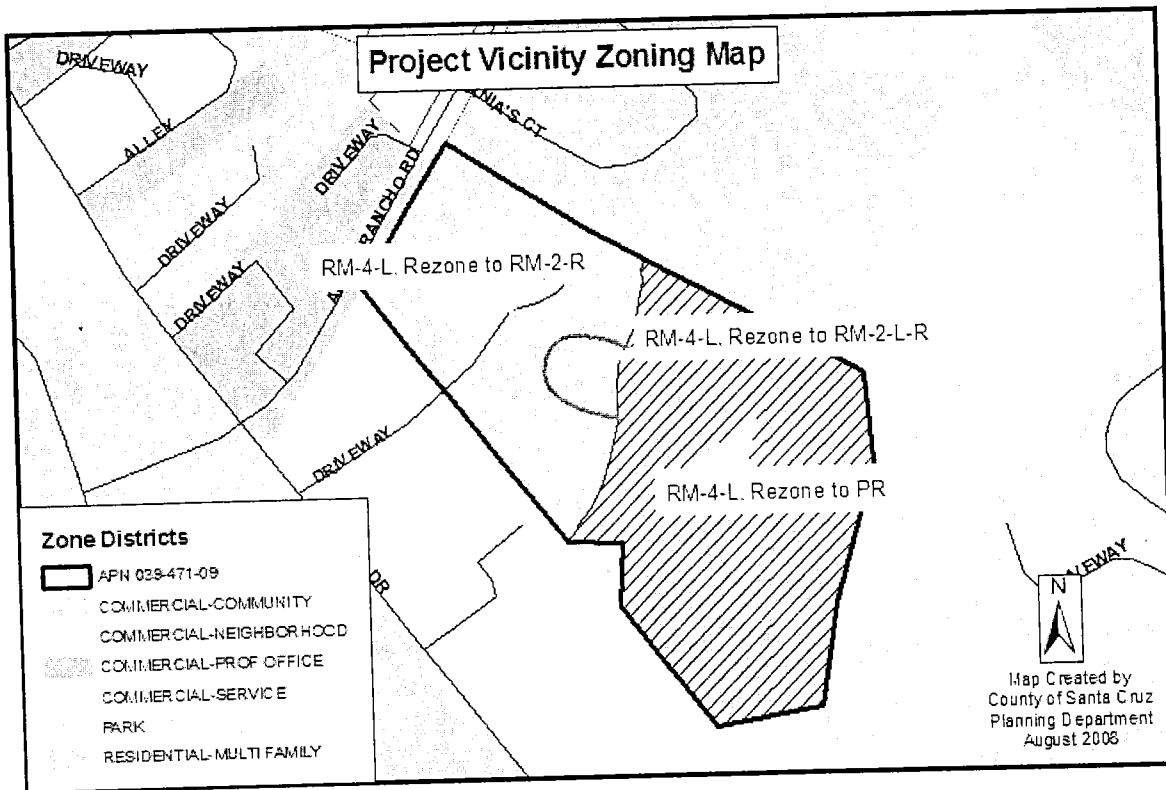 Project Vicinity Zoning Map
DRIVEWAY
ALLEY
DRIVEWAY
DRIVEWAY
DRIVEWAY
RANCHO RD
CT
RM-4-L. Rezone to RM-2-R
RM-4-L. Rezone to RM-2-L-R
RM-4-L. Rezone to PR
DRIVEWAY
DR
Zone Districts
APN 039-471-09
COMMERCIAL-COMMUNITY
COMMERCIAL-NEIGHBORHOOD
COMMERCIAL-PROF OFFICE
COMMERCIAL-SERVICE
PARK
RESIDENTIAL-MULTI FAMILY
N
Map Created by
County of Santa Cruz
Planning Department
August 2008